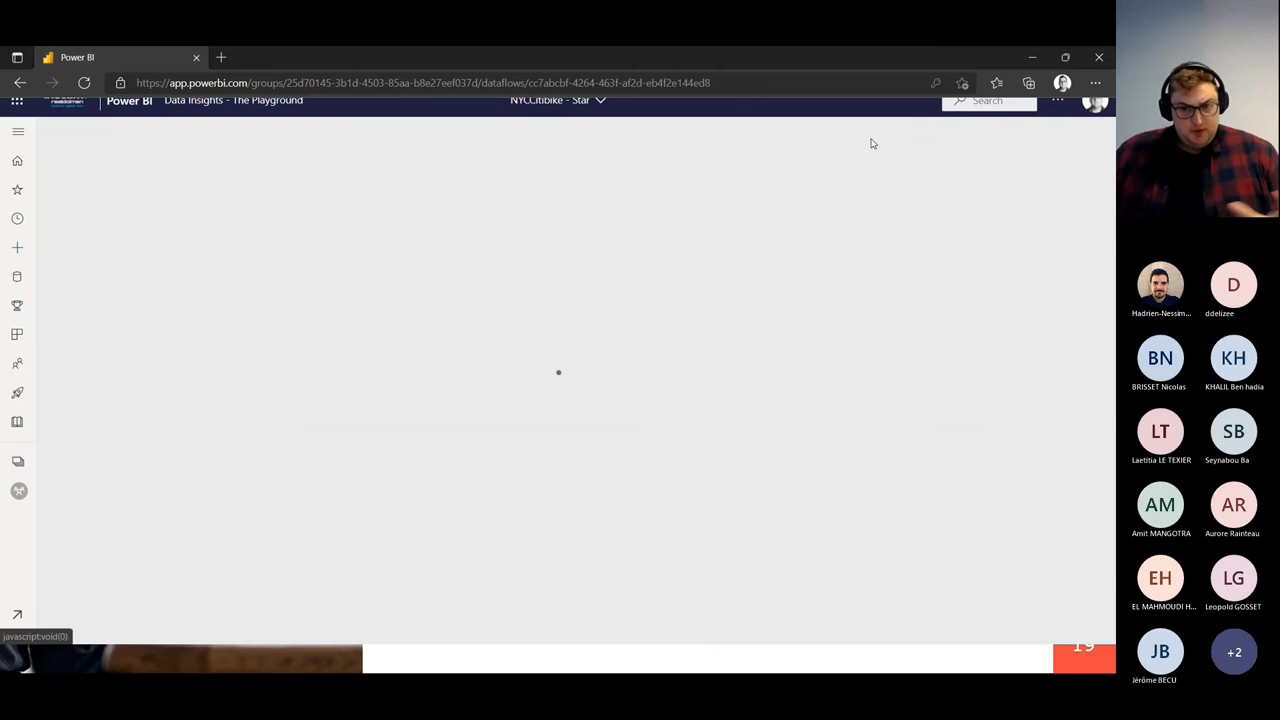 Power BI
https://app.powerbi.com/groups/25d70145-3b1d-4503-85aa-b8e27eef037d/dataflows/cc7abcbf-4264-463f-af2d-eb4f2e144ed8
realdolmen
Power BI
Data Insights - The Playground
NYCCitibike - Star
Search
Hadrien-Nessim...
D
ddelizee
BN
BRISSET Nicolas
KH
KHALIL Ben hadia
LT
Laetitia LE TEXIER
SB
Seynabou Ba
AM
Amit MANGOTRA
AR
Aurore Rainteau
EH
EL MAHMOUDI H...
LG
Leopold GOSSET
JB
Jérôme BECU
+2
javascript:void(0)
19